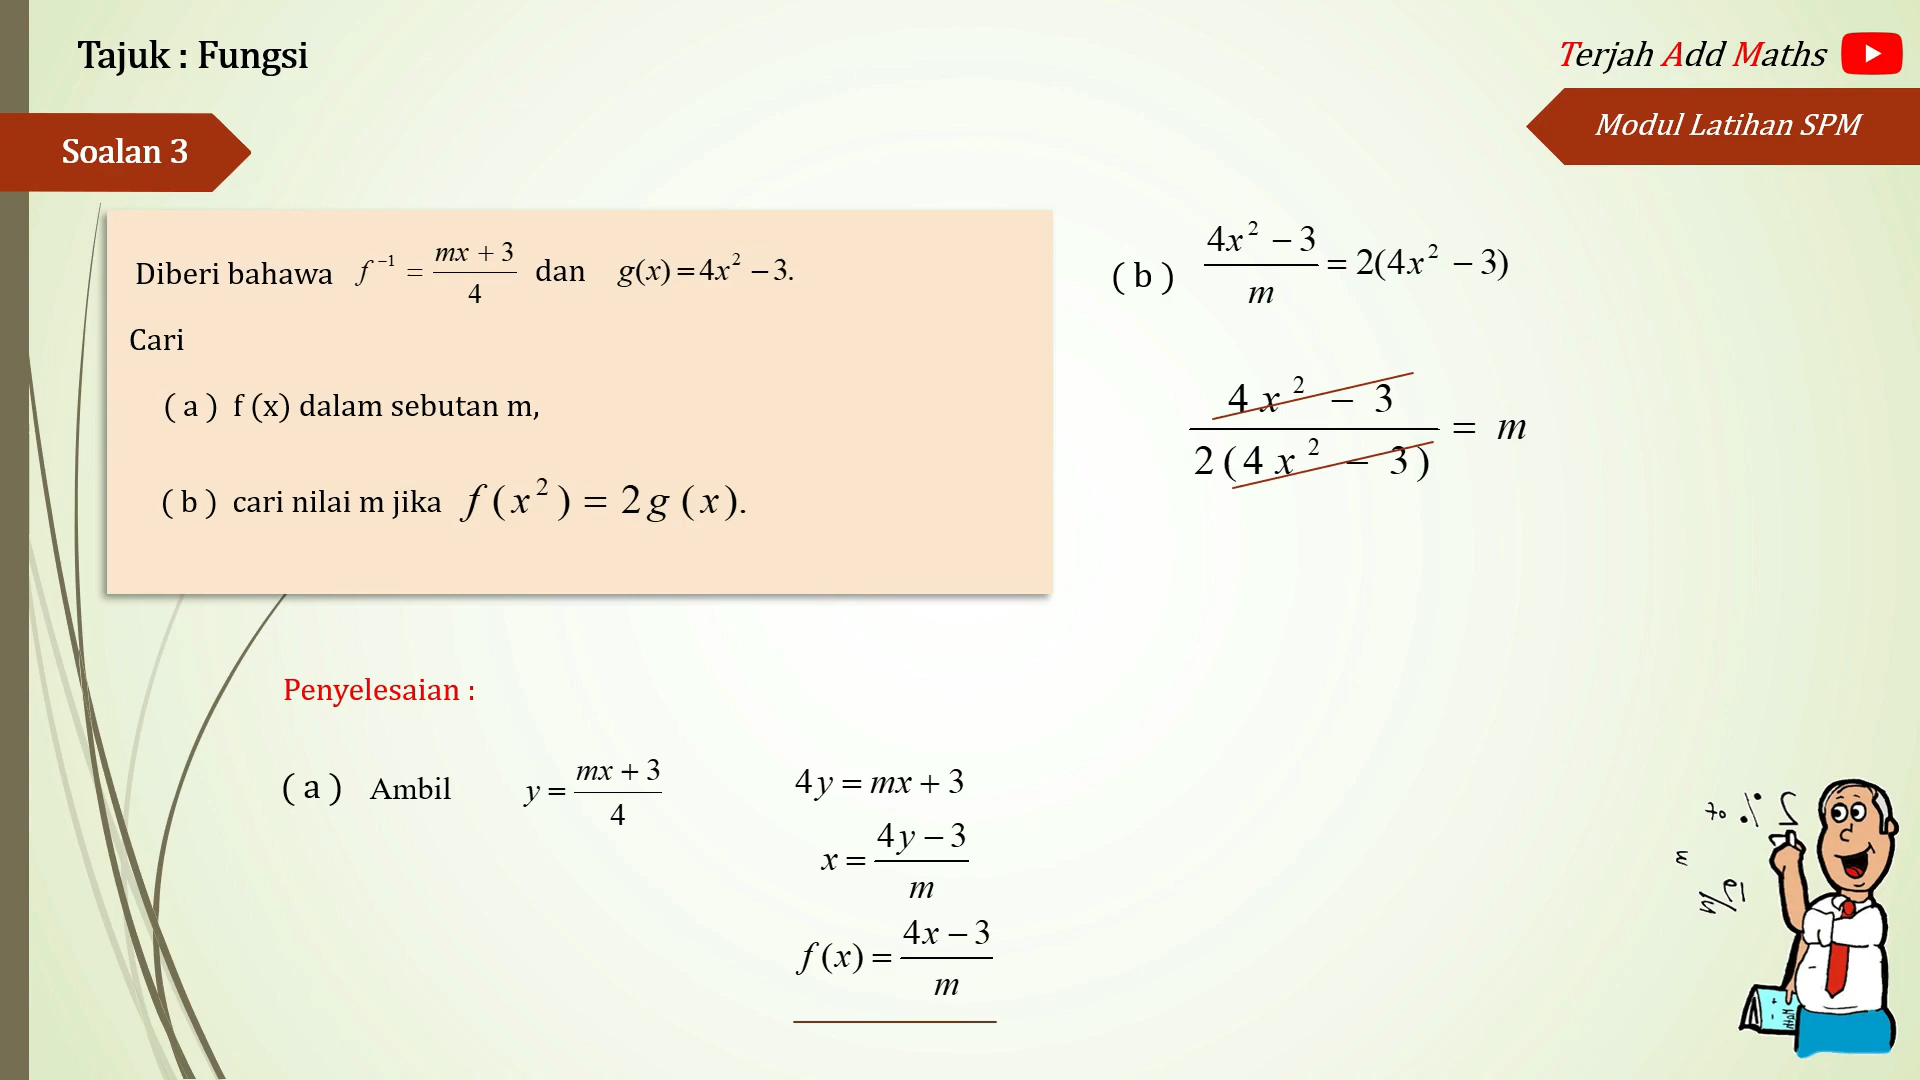 Tajuk : Fungsi
Terjah Add Maths
Modul Latihan SPM
Soalan 3
Diberi bahawa f⁻¹ = (mx + 3)/4 dan g(x) = 4x² − 3.
Cari
( a ) f (x) dalam sebutan m,
( b ) cari nilai m jika f(x²) = 2g(x).
Penyelesaian :
( a ) Ambil y = (mx + 3)/4
4y = mx + 3
x = (4y − 3)/m
f(x) = (4x − 3)/m
( b ) (4x² − 3)/m = 2(4x² − 3)
(4x² − 3)/(2(4x² − 3)) = m